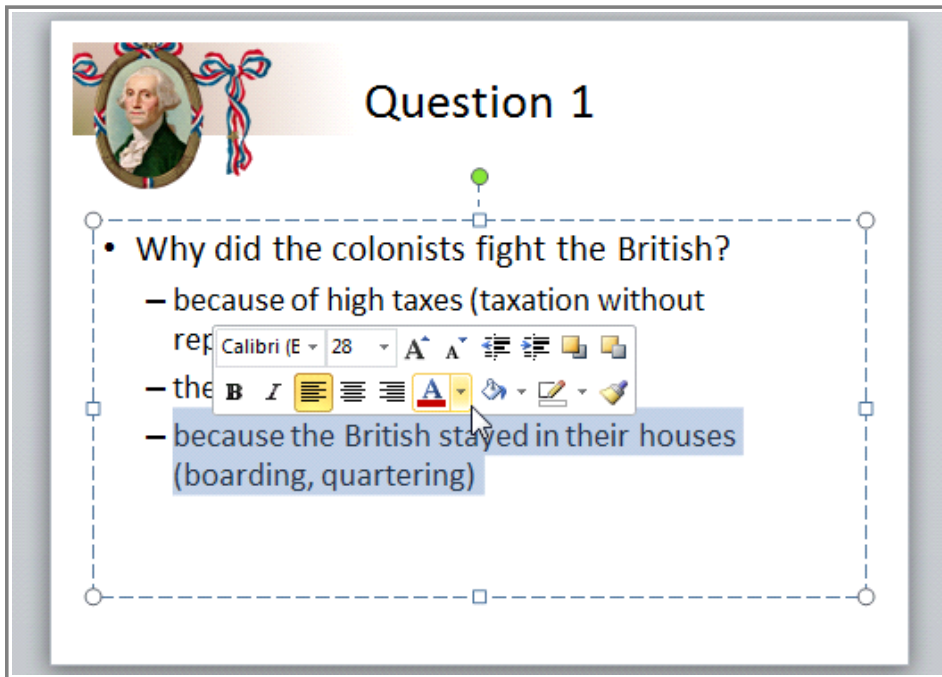 Question 1
• Why did the colonists fight the British?
– because of high taxes (taxation without
rep
Calibri (E 28 A A
– the
B I A
– because the British stayed in their houses
(boarding, quartering)